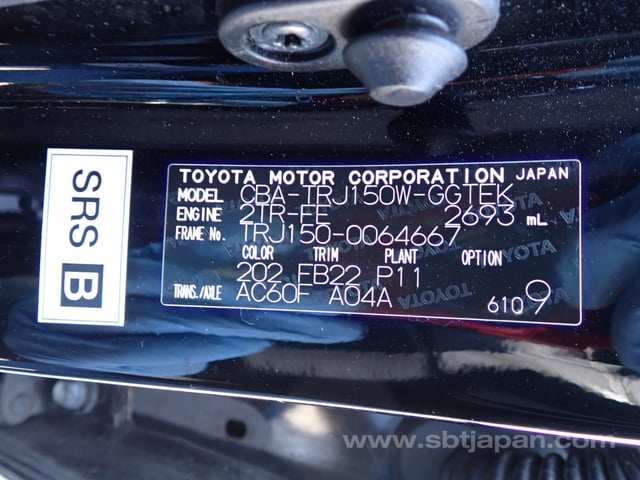 SRS B
TOYOTA MOTOR CORPORATION JAPAN
MODEL CBA-TRJ150W-GGTEK
ENGINE 2TR-FE 2693 mL
FRAME No. TRJ150-0064667
COLOR TRIM PLANT OPTION
202 FB22 P11
TRANS./AXLE AC60F A04A
6109
www.sbtjapan.com